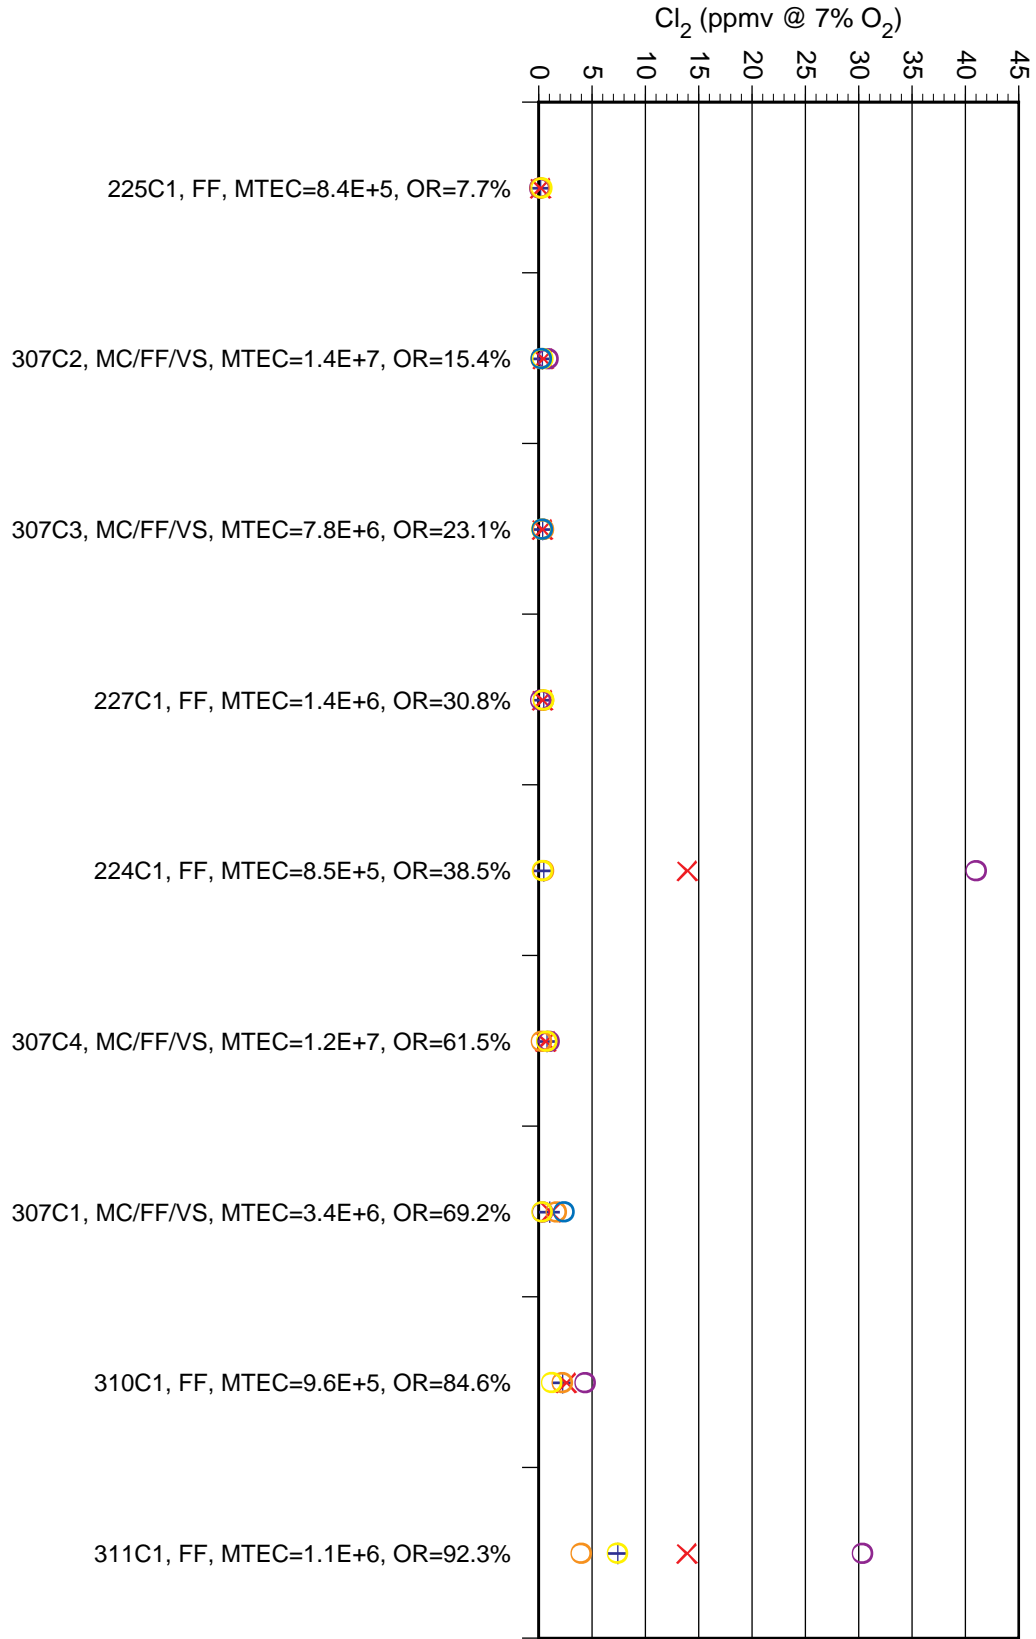 Cl2 (ppmv @ 7% O2)
0 5 10 15 20 25 30 35 40 45
225C1, FF, MTEC=8.4E+5, OR=7.7%
307C2, MC/FF/VS, MTEC=1.4E+7, OR=15.4%
307C3, MC/FF/VS, MTEC=7.8E+6, OR=23.1%
227C1, FF, MTEC=1.4E+6, OR=30.8%
224C1, FF, MTEC=8.5E+5, OR=38.5%
307C4, MC/FF/VS, MTEC=1.2E+7, OR=61.5%
307C1, MC/FF/VS, MTEC=3.4E+6, OR=69.2%
310C1, FF, MTEC=9.6E+5, OR=84.6%
311C1, FF, MTEC=1.1E+6, OR=92.3%